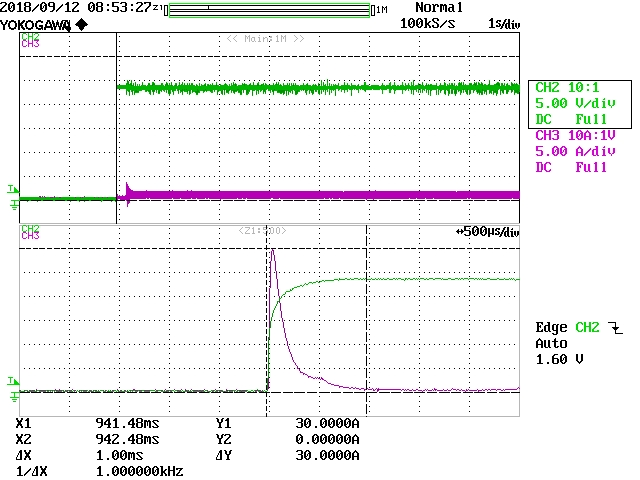 2018/09/12 08:53:27 Z1 1M Normal
YOKOGAWA ◆ 100kS/s 1s/div
CH2 << Main:1M >>
CH3
CH2 10:1
5.00 V/div
DC Full
CH3 10A:1V
5.00 A/div
DC Full
T
CH2 <Z1:500> 500µs/div
CH3
Edge CH2
Auto
1.60 V
T
X1 941.48ms Y1 30.0000A
X2 942.48ms Y2 0.00000A
ΔX 1.00ms ΔY 30.0000A
1/ΔX 1.000000kHz